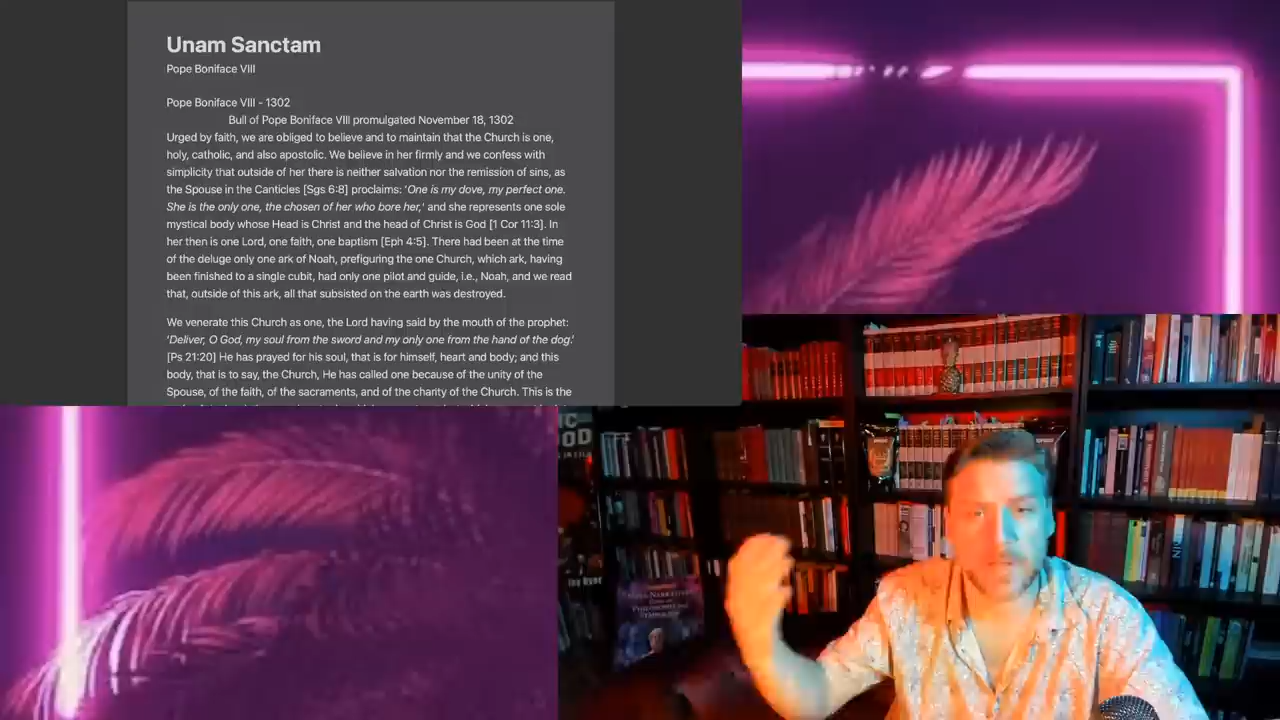 Unam Sanctam
Pope Boniface VIII
Pope Boniface VIII - 1302
Bull of Pope Boniface VIII promulgated November 18, 1302
Urged by faith, we are obliged to believe and to maintain that the Church is one,
holy, catholic, and also apostolic. We believe in her firmly and we confess with
simplicity that outside of her there is neither salvation nor the remission of sins, as
the Spouse in the Canticles [Sgs 6:8] proclaims: 'One is my dove, my perfect one.
She is the only one, the chosen of her who bore her,' and she represents one sole
mystical body whose Head is Christ and the head of Christ is God [1 Cor 11:3]. In
her then is one Lord, one faith, one baptism [Eph 4:5]. There had been at the time
of the deluge only one ark of Noah, prefiguring the one Church, which ark, having
been finished to a single cubit, had only one pilot and guide, i.e., Noah, and we read
that, outside of this ark, all that subsisted on the earth was destroyed.
We venerate this Church as one, the Lord having said by the mouth of the prophet:
'Deliver, O God, my soul from the sword and my only one from the hand of the dog.'
[Ps 21:20] He has prayed for his soul, that is for himself, heart and body; and this
body, that is to say, the Church, He has called one because of the unity of the
Spouse, of the faith, of the sacraments, and of the charity of the Church. This is the